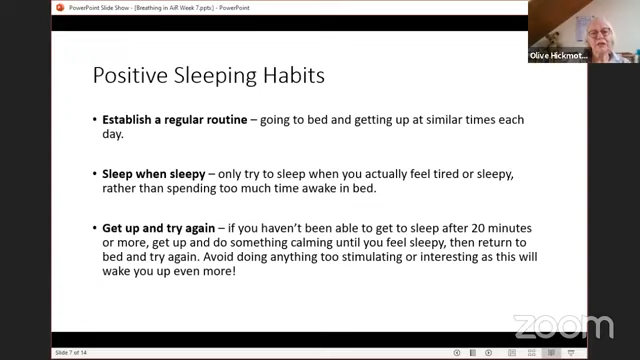 PowerPoint Slide Show - [Breathing in AiR Week 7.ppts] - PowerPoint
Olive Hickmot...
Positive Sleeping Habits
• Establish a regular routine – going to bed and getting up at similar times each
day.
• Sleep when sleepy – only try to sleep when you actually feel tired or sleepy,
rather than spending too much time awake in bed.
• Get up and try again – if you haven't been able to get to sleep after 20 minutes
or more, get up and do something calming until you feel sleepy, then return to
bed and try again. Avoid doing anything too stimulating or interesting as this will
wake you up even more!
zoom
Slide 7 of 14